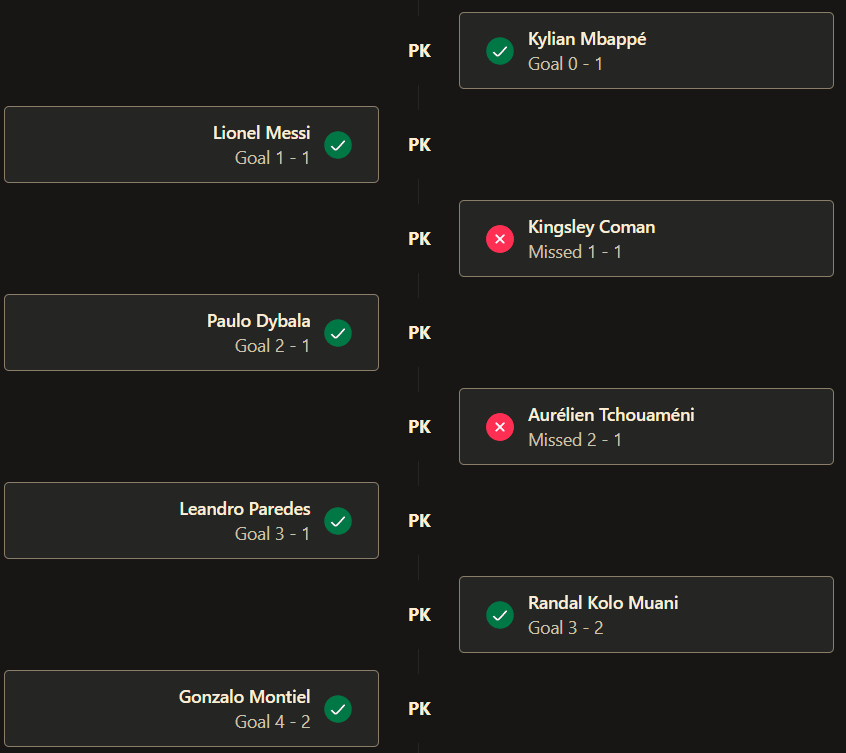 PK
Kylian Mbappé
Goal 0 - 1
Lionel Messi
Goal 1 - 1
PK
PK
Kingsley Coman
Missed 1 - 1
Paulo Dybala
Goal 2 - 1
PK
PK
Aurélien Tchouaméni
Missed 2 - 1
Leandro Paredes
Goal 3 - 1
PK
PK
Randal Kolo Muani
Goal 3 - 2
Gonzalo Montiel
Goal 4 - 2
PK